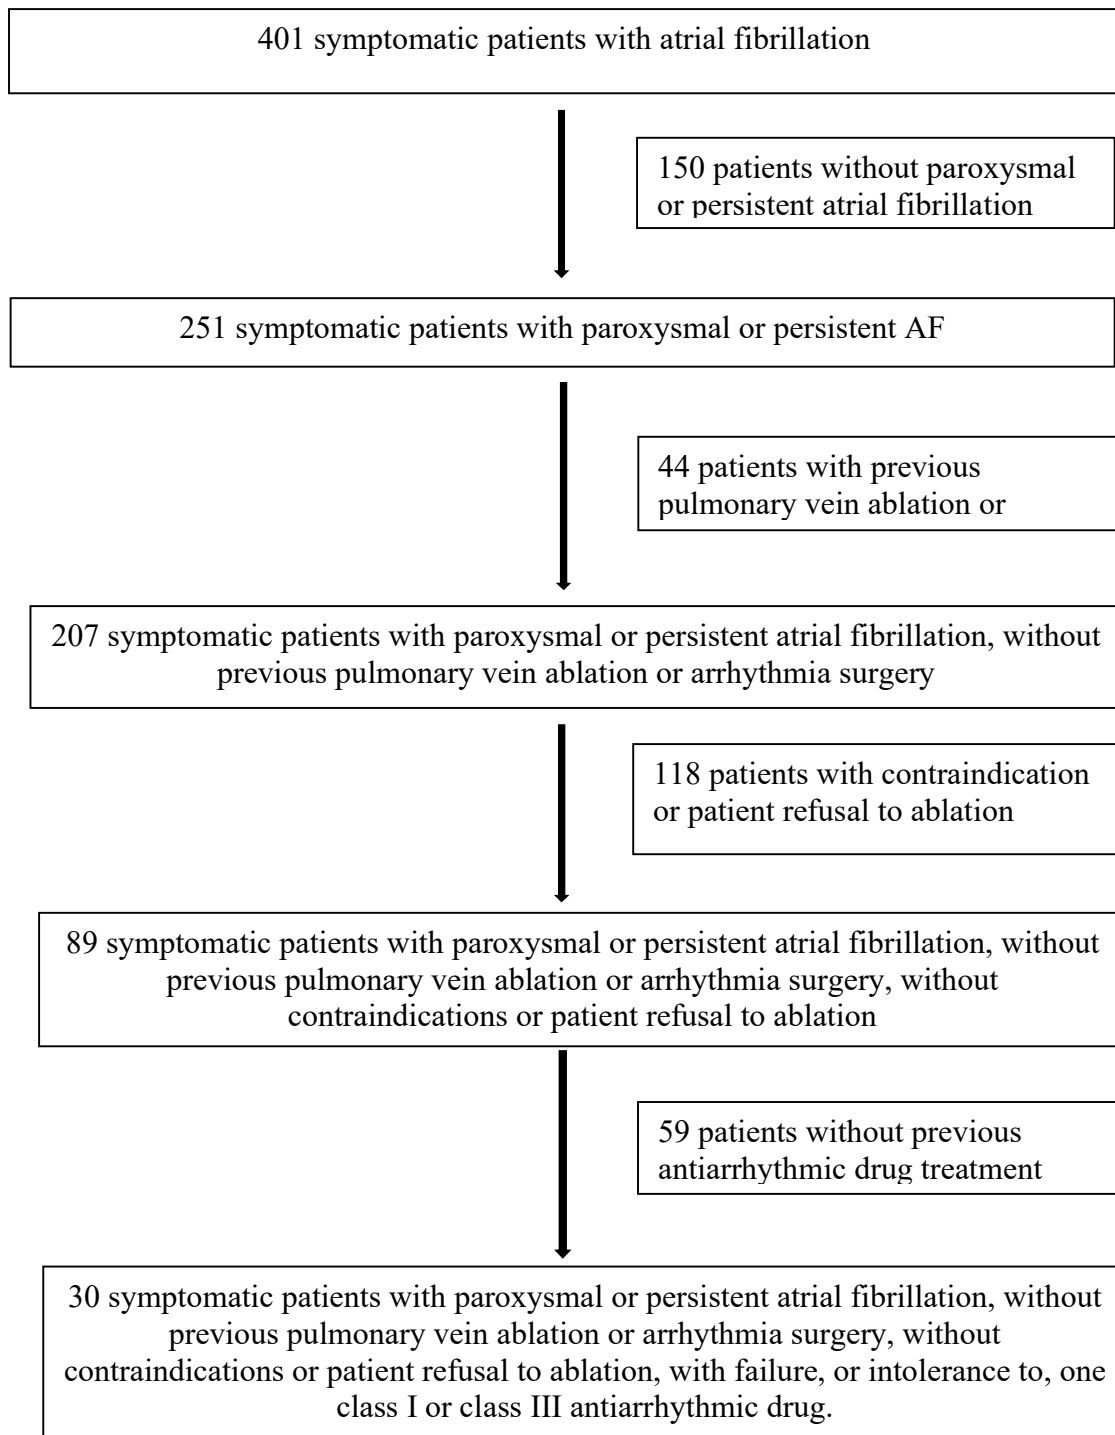 401 symptomatic patients with atrial fibrillation
150 patients without paroxysmal
or persistent atrial fibrillation
251 symptomatic patients with paroxysmal or persistent AF
44 patients with previous
pulmonary vein ablation or
207 symptomatic patients with paroxysmal or persistent atrial fibrillation, without
previous pulmonary vein ablation or arrhythmia surgery
118 patients with contraindication
or patient refusal to ablation
89 symptomatic patients with paroxysmal or persistent atrial fibrillation, without
previous pulmonary vein ablation or arrhythmia surgery, without
contraindications or patient refusal to ablation
59 patients without previous
antiarrhythmic drug treatment
30 symptomatic patients with paroxysmal or persistent atrial fibrillation, without
previous pulmonary vein ablation or arrhythmia surgery, without
contraindications or patient refusal to ablation, with failure, or intolerance to, one
class I or class III antiarrhythmic drug.